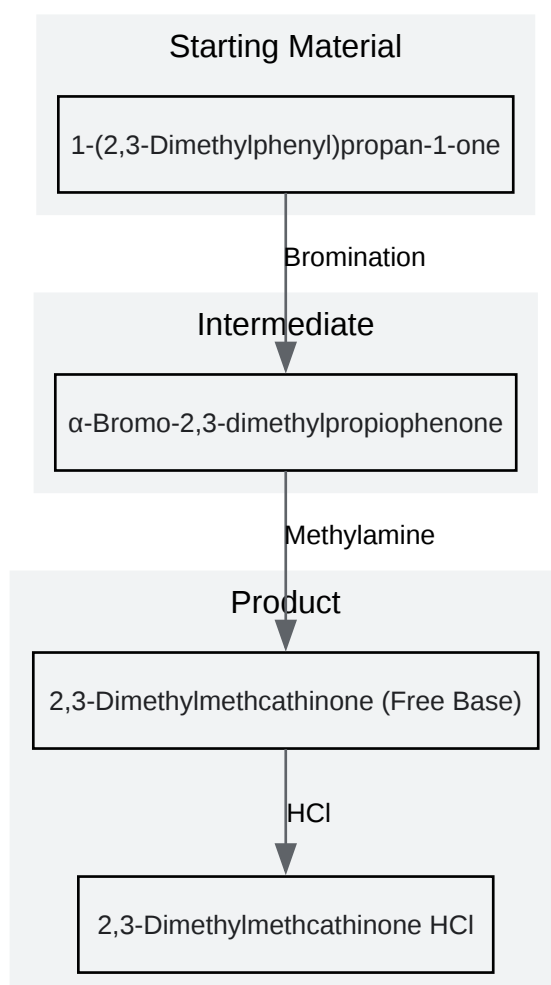 Starting Material
1-(2,3-Dimethylphenyl)propan-1-one
Bromination
Intermediate
α-Bromo-2,3-dimethylpropiophenone
Methylamine
Product
2,3-Dimethylmethcathinone (Free Base)
HCl
2,3-Dimethylmethcathinone HCl